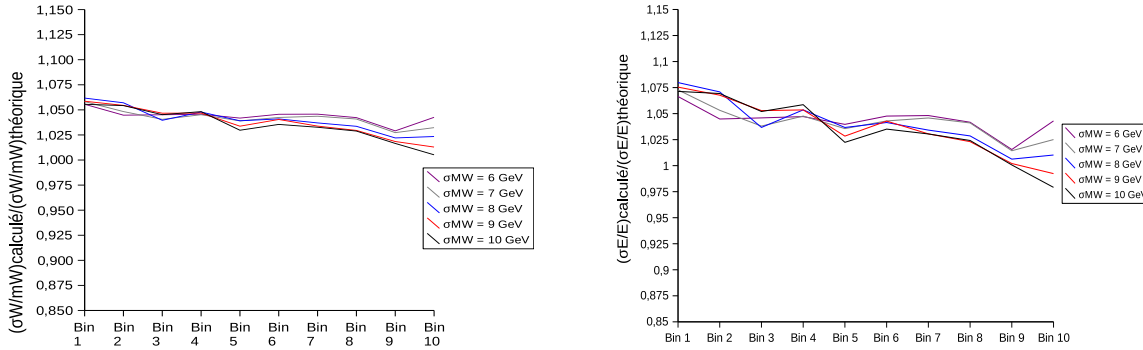 (σW/mW)calculé/(σW/mW)théorique
1,150
1,125
1,100
1,075
1,050
1,025
1,000
0,975
0,950
0,925
0,900
0,875
0,850
Bin 1
Bin 2
Bin 3
Bin 4
Bin 5
Bin 6
Bin 7
Bin 8
Bin 9
Bin 10
σMW = 6 GeV
σMW = 7 GeV
σMW = 8 GeV
σMW = 9 GeV
σMW = 10 GeV
(σE/E)calculé/(σE/E)théorique
1,15
1,125
1,1
1,075
1,05
1,025
1
0,975
0,95
0,925
0,9
0,875
0,85
Bin 1
Bin 2
Bin 3
Bin 4
Bin 5
Bin 6
Bin 7
Bin 8
Bin 9
Bin 10
σMW = 6 GeV
σMW = 7 GeV
σMW = 8 GeV
σMW = 9 GeV
σMW = 10 GeV